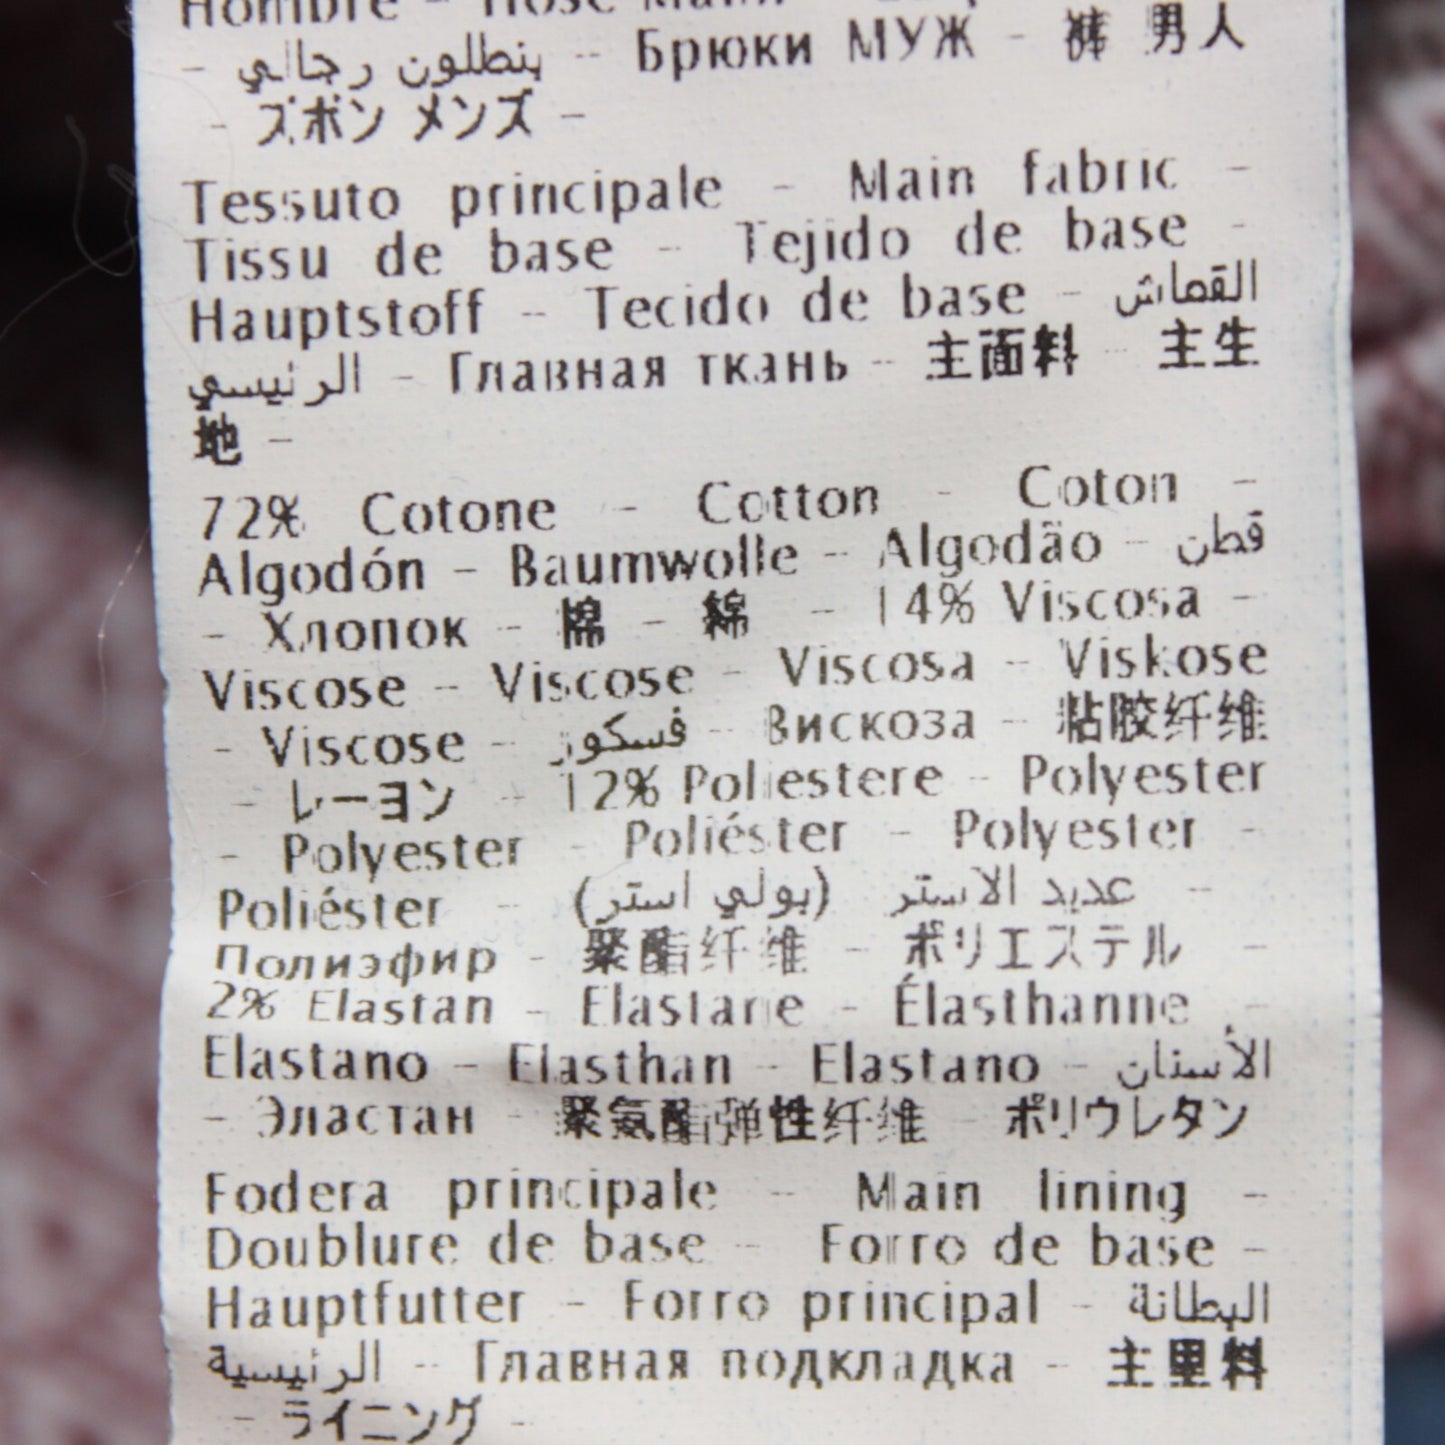 Hombre - Hose Mann -
- بنطلون رجالي - Брюки МУЖ - 裤 男人
- ズボン メンズ -
Tessuto principale - Main fabric -
Tissu de base - Tejido de base -
Hauptstoff - Tecido de base - القماش
الرئيسي - Главная ткань - 主面料 - 主生
地 -
72% Cotone - Cotton - Coton -
Algodón - Baumwolle - Algodão - قطن
- Хлопок - 棉 - 綿 - 14% Viscosa -
Viscose - Viscose - Viscosa - Viskose
- Viscose - فسكوز - Вискоза - 粘胶纤维
- レーヨン - 12% Poliestere - Polyester
- Polyester - Poliéster - Polyester -
Poliéster - عديد الاستر (بولي استر) -
Полиэфир - 聚酯纤维 - ポリエステル -
2% Elastan - Elastane - Élasthanne -
Elastano - Elasthan - Elastano - الأستان
- Эластан - 聚氨酯弹性纤维 - ポリウレタン
Fodera principale - Main lining -
Doublure de base - Forro de base -
Hauptfutter - Forro principal - البطانة
الرئيسية - Главная подкладка - 主里料
- ライニング -